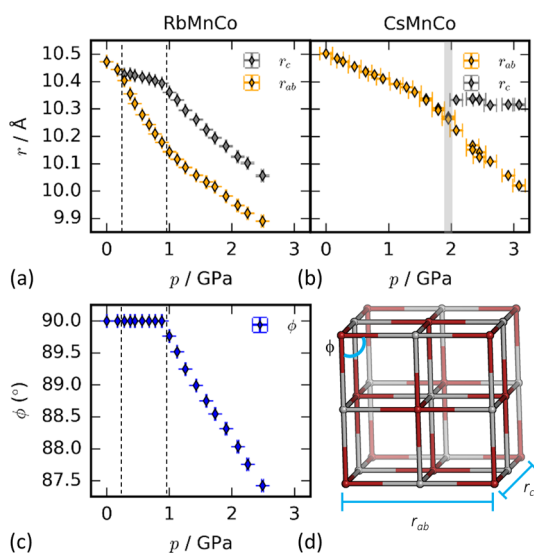 RbMnCo
CsMnCo
10.5
10.4
10.3
10.2
10.1
10.0
9.9
r / Å
r_c
r_ab
r_ab
r_c
0 1 2 3
0 1 2 3
(a)
p / GPa
(b)
p / GPa
90.0
89.5
89.0
88.5
88.0
87.5
ϕ (°)
ϕ
0 1 2 3
(c)
p / GPa
ϕ
r_c
r_ab
(d)